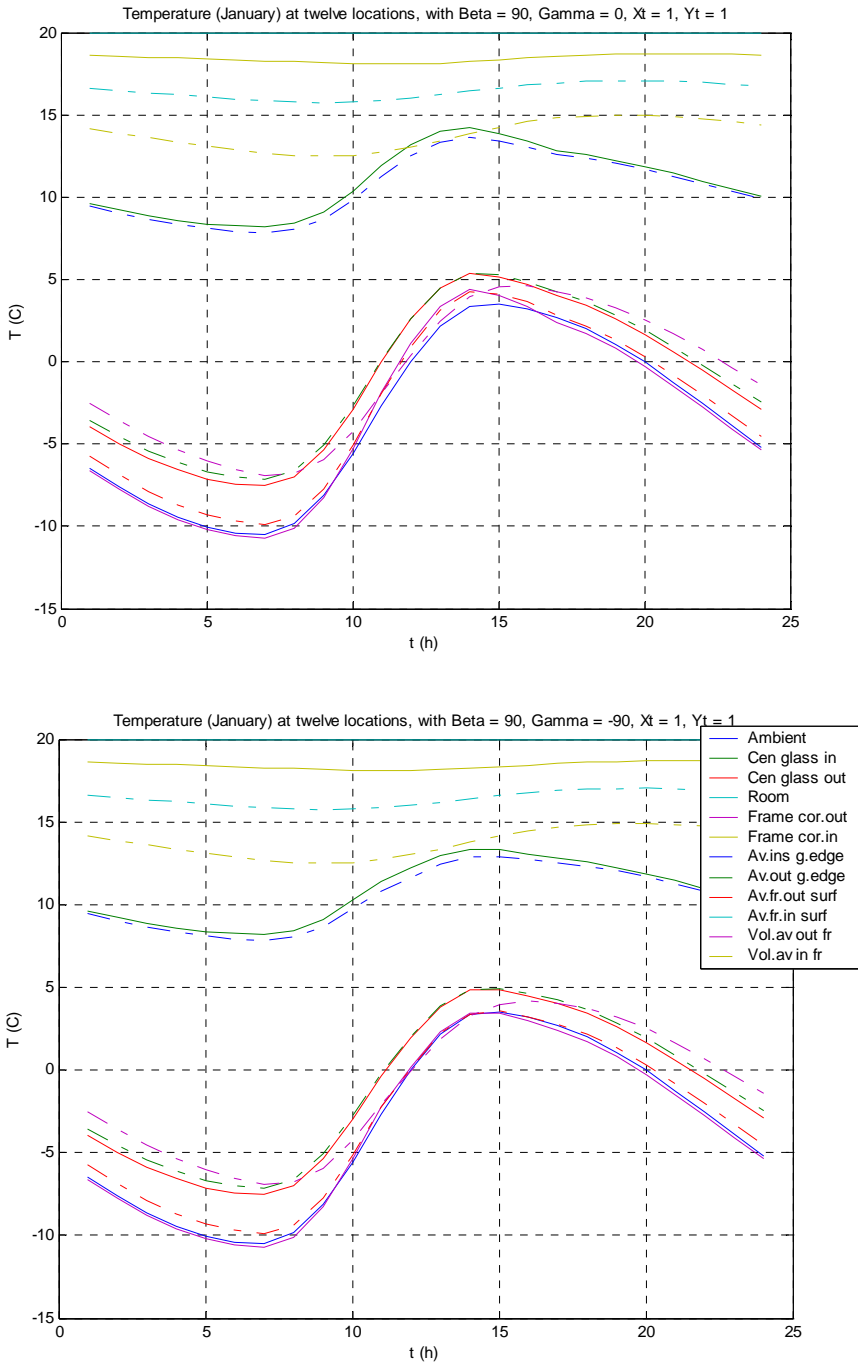 Temperature (January) at twelve locations, with Beta = 90, Gamma = 0, Xt = 1, Yt = 1
20
15
10
5
0
-5
-10
-15
T (C)
0
5
10
15
20
25
t (h)
Temperature (January) at twelve locations, with Beta = 90, Gamma = -90, Xt = 1, Yt = 1
20
15
10
5
0
-5
-10
-15
T (C)
Ambient
Cen glass in
Cen glass out
Room
Frame cor.out
Frame cor.in
Av.ins g.edge
Av.out g.edge
Av.fr.out surf
Av.fr.in surf
Vol.av out fr
Vol.av in fr
0
5
10
15
20
25
t (h)